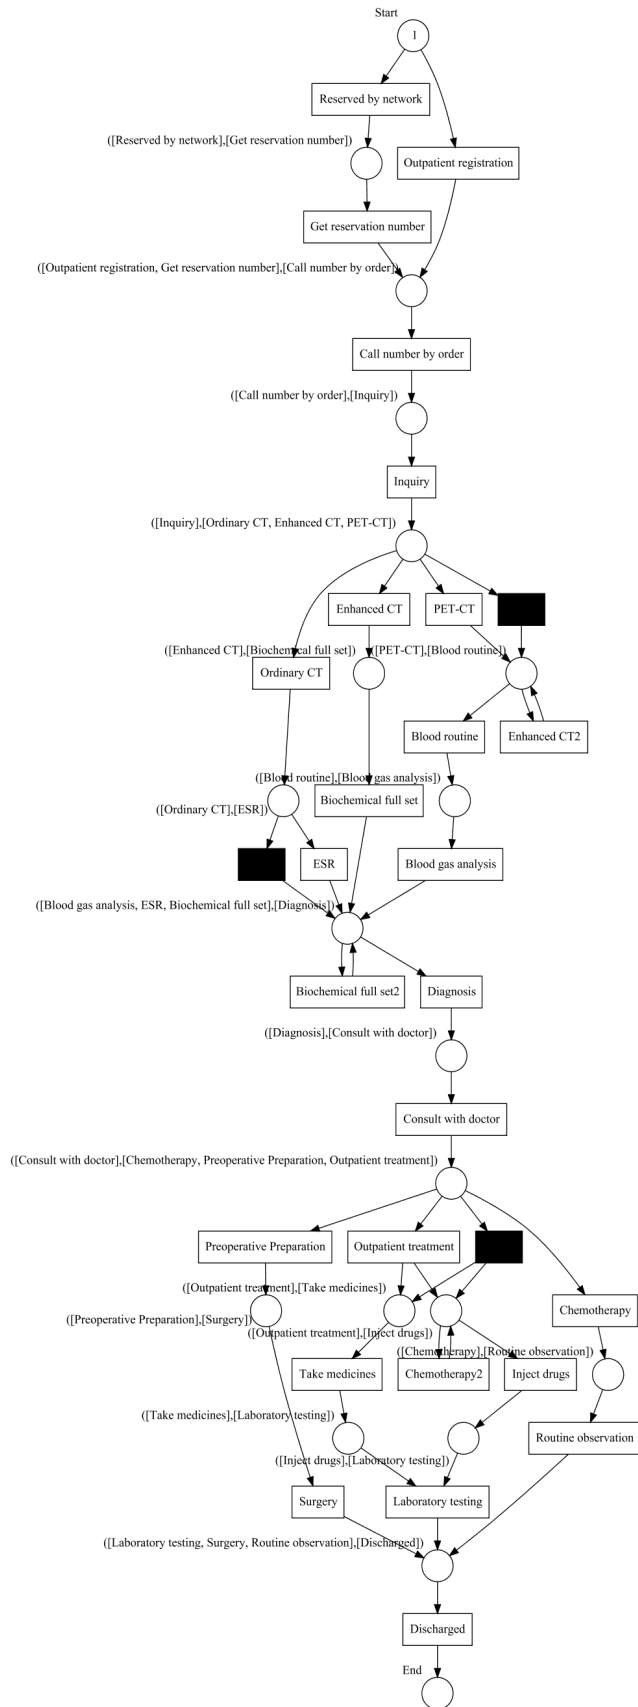 Start
1
Reserved by network
([Reserved by network],[Get reservation number])
Outpatient registration
Get reservation number
([Outpatient registration, Get reservation number],[Call number by order])
Call number by order
([Call number by order],[Inquiry])
Inquiry
([Inquiry],[Ordinary CT, Enhanced CT, PET-CT])
Enhanced CT
PET-CT
([Enhanced CT],[Biochemical full set])
([PET-CT],[Blood routine])
Ordinary CT
Blood routine
Enhanced CT2
([Blood routine],[Blood gas analysis])
([Ordinary CT],[ESR])
Biochemical full set
ESR
Blood gas analysis
([Blood gas analysis, ESR, Biochemical full set],[Diagnosis])
Biochemical full set2
Diagnosis
([Diagnosis],[Consult with doctor])
Consult with doctor
([Consult with doctor],[Chemotherapy, Preoperative Preparation, Outpatient treatment])
Preoperative Preparation
Outpatient treatment
([Outpatient treatment],[Take medicines])
([Preoperative Preparation],[Surgery])
Chemotherapy
([Outpatient treatment],[Inject drugs])
([Chemotherapy],[Routine observation])
Take medicines
Chemotherapy2
Inject drugs
([Take medicines],[Laboratory testing])
Routine observation
([Inject drugs],[Laboratory testing])
Surgery
Laboratory testing
([Laboratory testing, Surgery, Routine observation],[Discharged])
Discharged
End